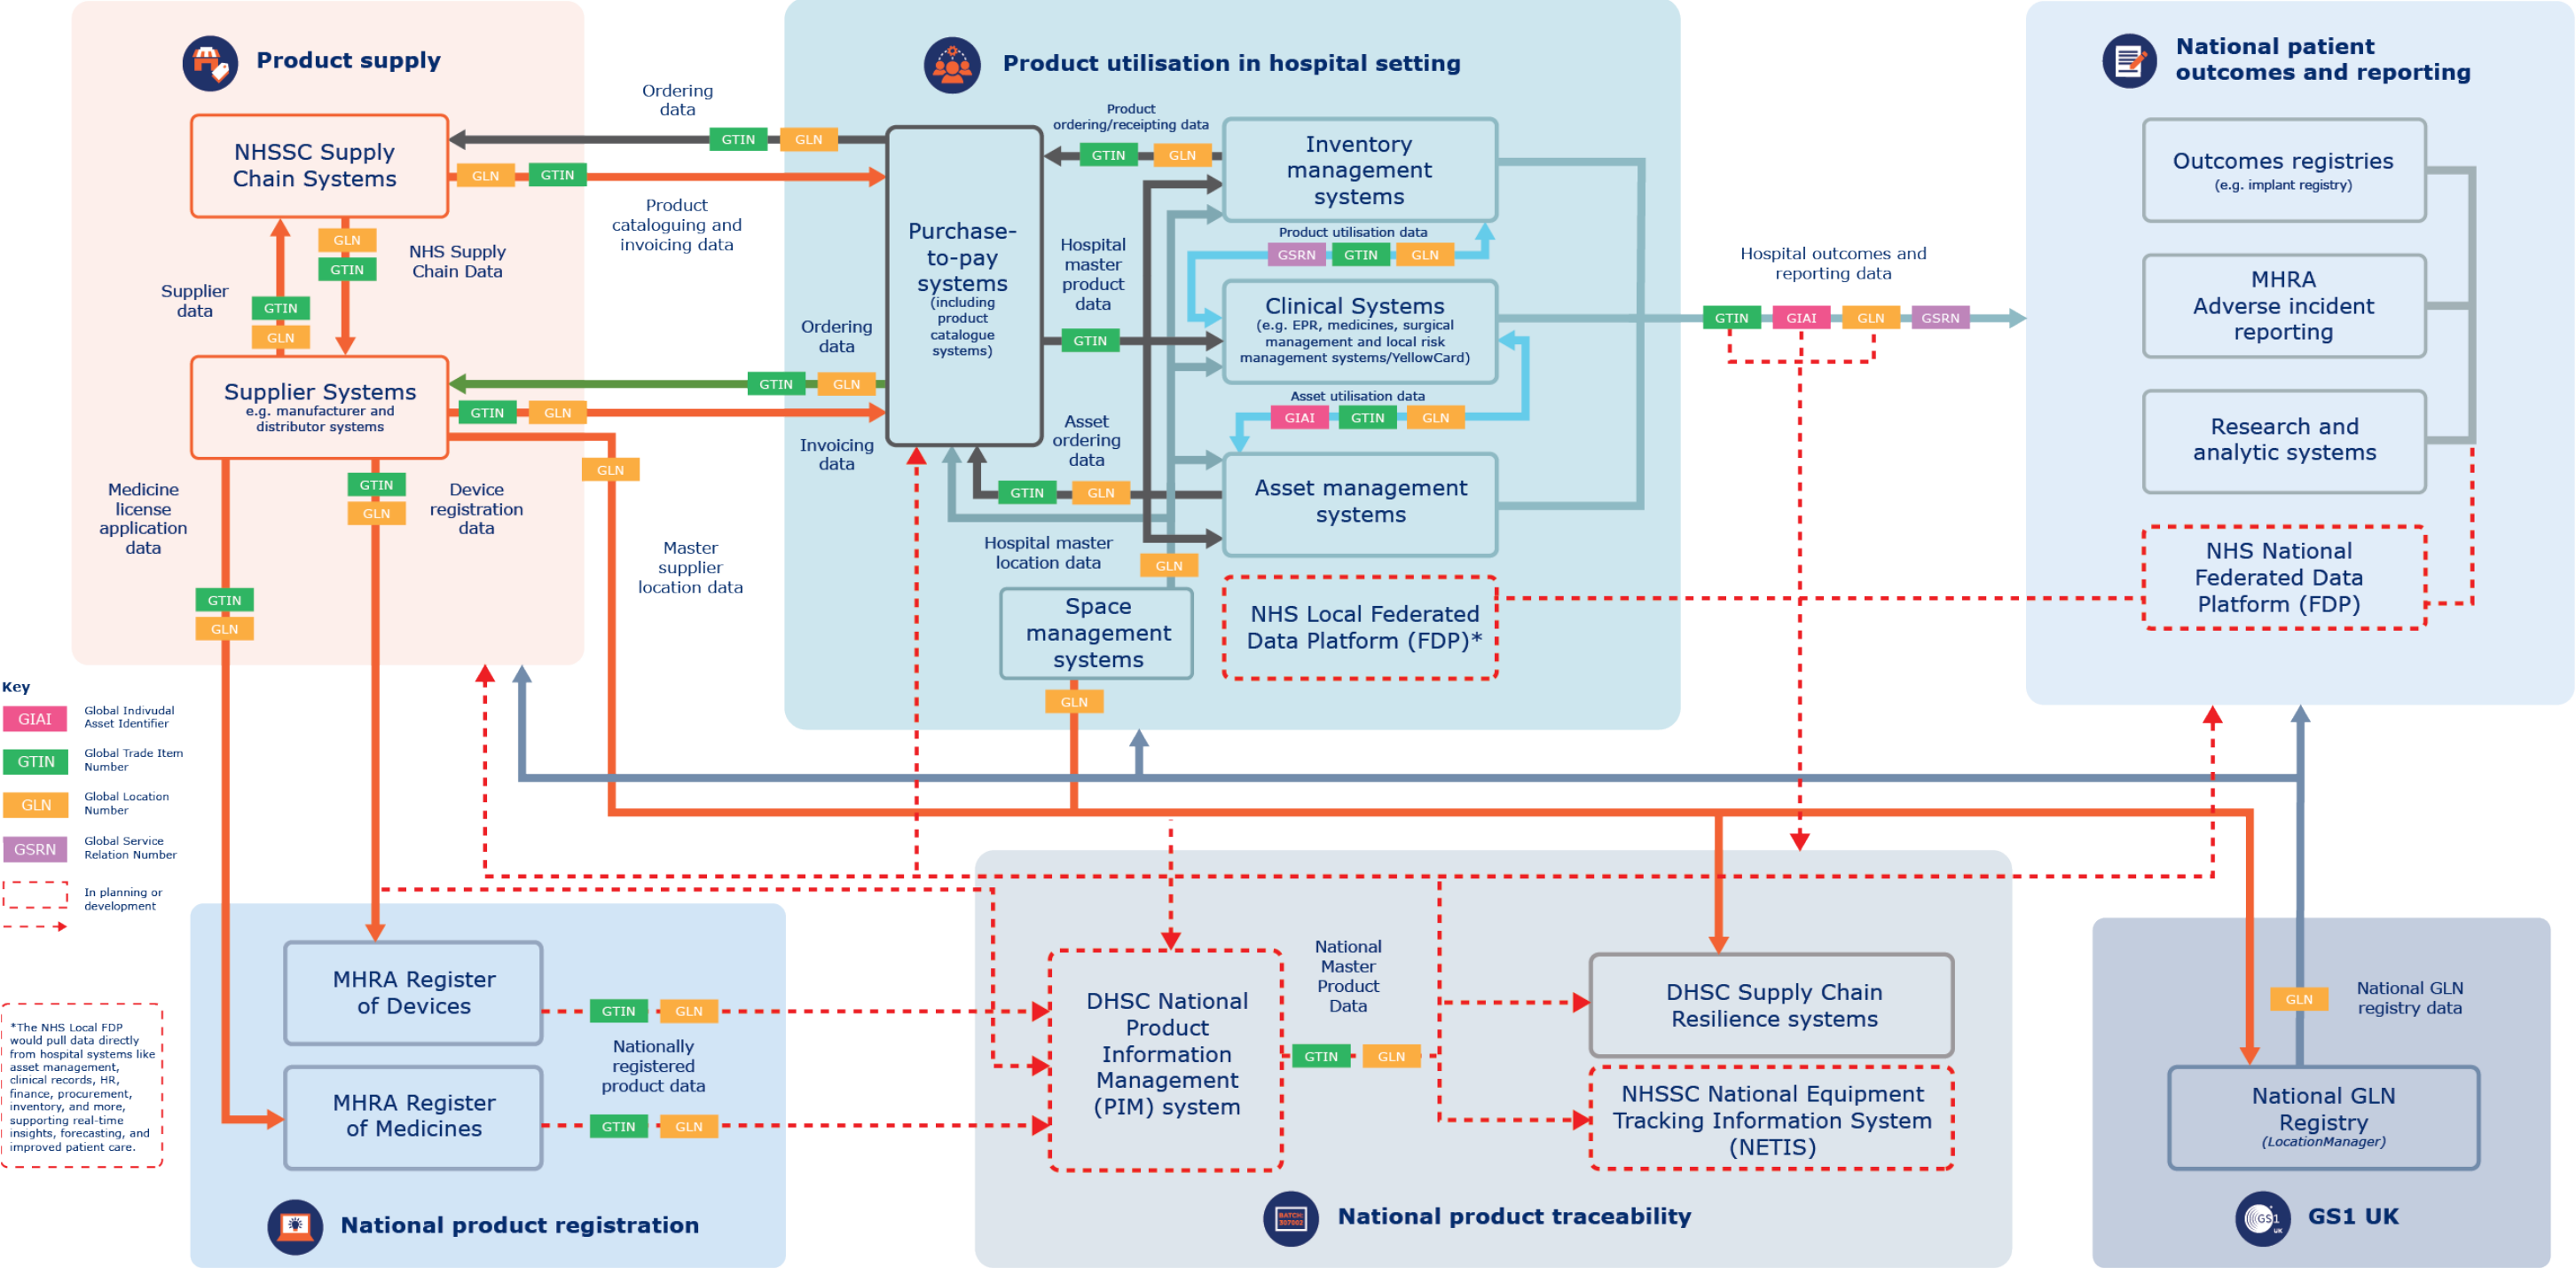 Product supply
NHSSC Supply
Chain Systems
GLN
GTIN
NHS Supply
Chain Data
Supplier
data
GTIN
GLN
Supplier Systems
e.g. manufacturer and
distributor systems
Medicine
license
application
data
GTIN
GLN
GTIN
GLN
Device
registration
data
Ordering
data
GTIN
GLN
GLN
GTIN
Product
cataloguing and
invoicing data
Ordering
data
GTIN
GLN
GTIN
GLN
Invoicing
data
GLN
Master
supplier
location data
Product utilisation in hospital setting
Purchase-
to-pay
systems
(including
product
catalogue
systems)
Product
ordering/receipting data
GTIN
GLN
Hospital
master
product
data
GTIN
Asset
ordering
data
GTIN
GLN
Hospital master
location data
GLN
Inventory
management
systems
Product utilisation data
GSRN
GTIN
GLN
Clinical Systems
(e.g. EPR, medicines, surgical
management and local risk
management systems/YellowCard)
Asset utilisation data
GIAI
GTIN
GLN
Asset management
systems
Space
management
systems
GLN
NHS Local Federated
Data Platform (FDP)*
Hospital outcomes and
reporting data
GTIN
GIAI
GLN
GSRN
National patient
outcomes and reporting
Outcomes registries
(e.g. implant registry)
MHRA
Adverse incident
reporting
Research and
analytic systems
NHS National
Federated Data
Platform (FDP)
Key
GIAI
Global Indivudal
Asset Identifier
GTIN
Global Trade Item
Number
GLN
Global Location
Number
GSRN
Global Service
Relation Number
In planning or
development
*The NHS Local FDP
would pull data directly
from hospital systems like
asset management,
clinical records, HR,
finance, procurement,
inventory, and more,
supporting real-time
insights, forecasting, and
improved patient care.
MHRA Register
of Devices
MHRA Register
of Medicines
GTIN
GLN
Nationally
registered
product data
GTIN
GLN
National product registration
DHSC National
Product
Information
Management
(PIM) system
National
Master
Product
Data
GTIN
GLN
DHSC Supply Chain
Resilience systems
NHSSC National Equipment
Tracking Information System
(NETIS)
BATCH:
307002
National product traceability
GLN
National GLN
registry data
National GLN
Registry
(LocationManager)
GS1
UK
GS1 UK